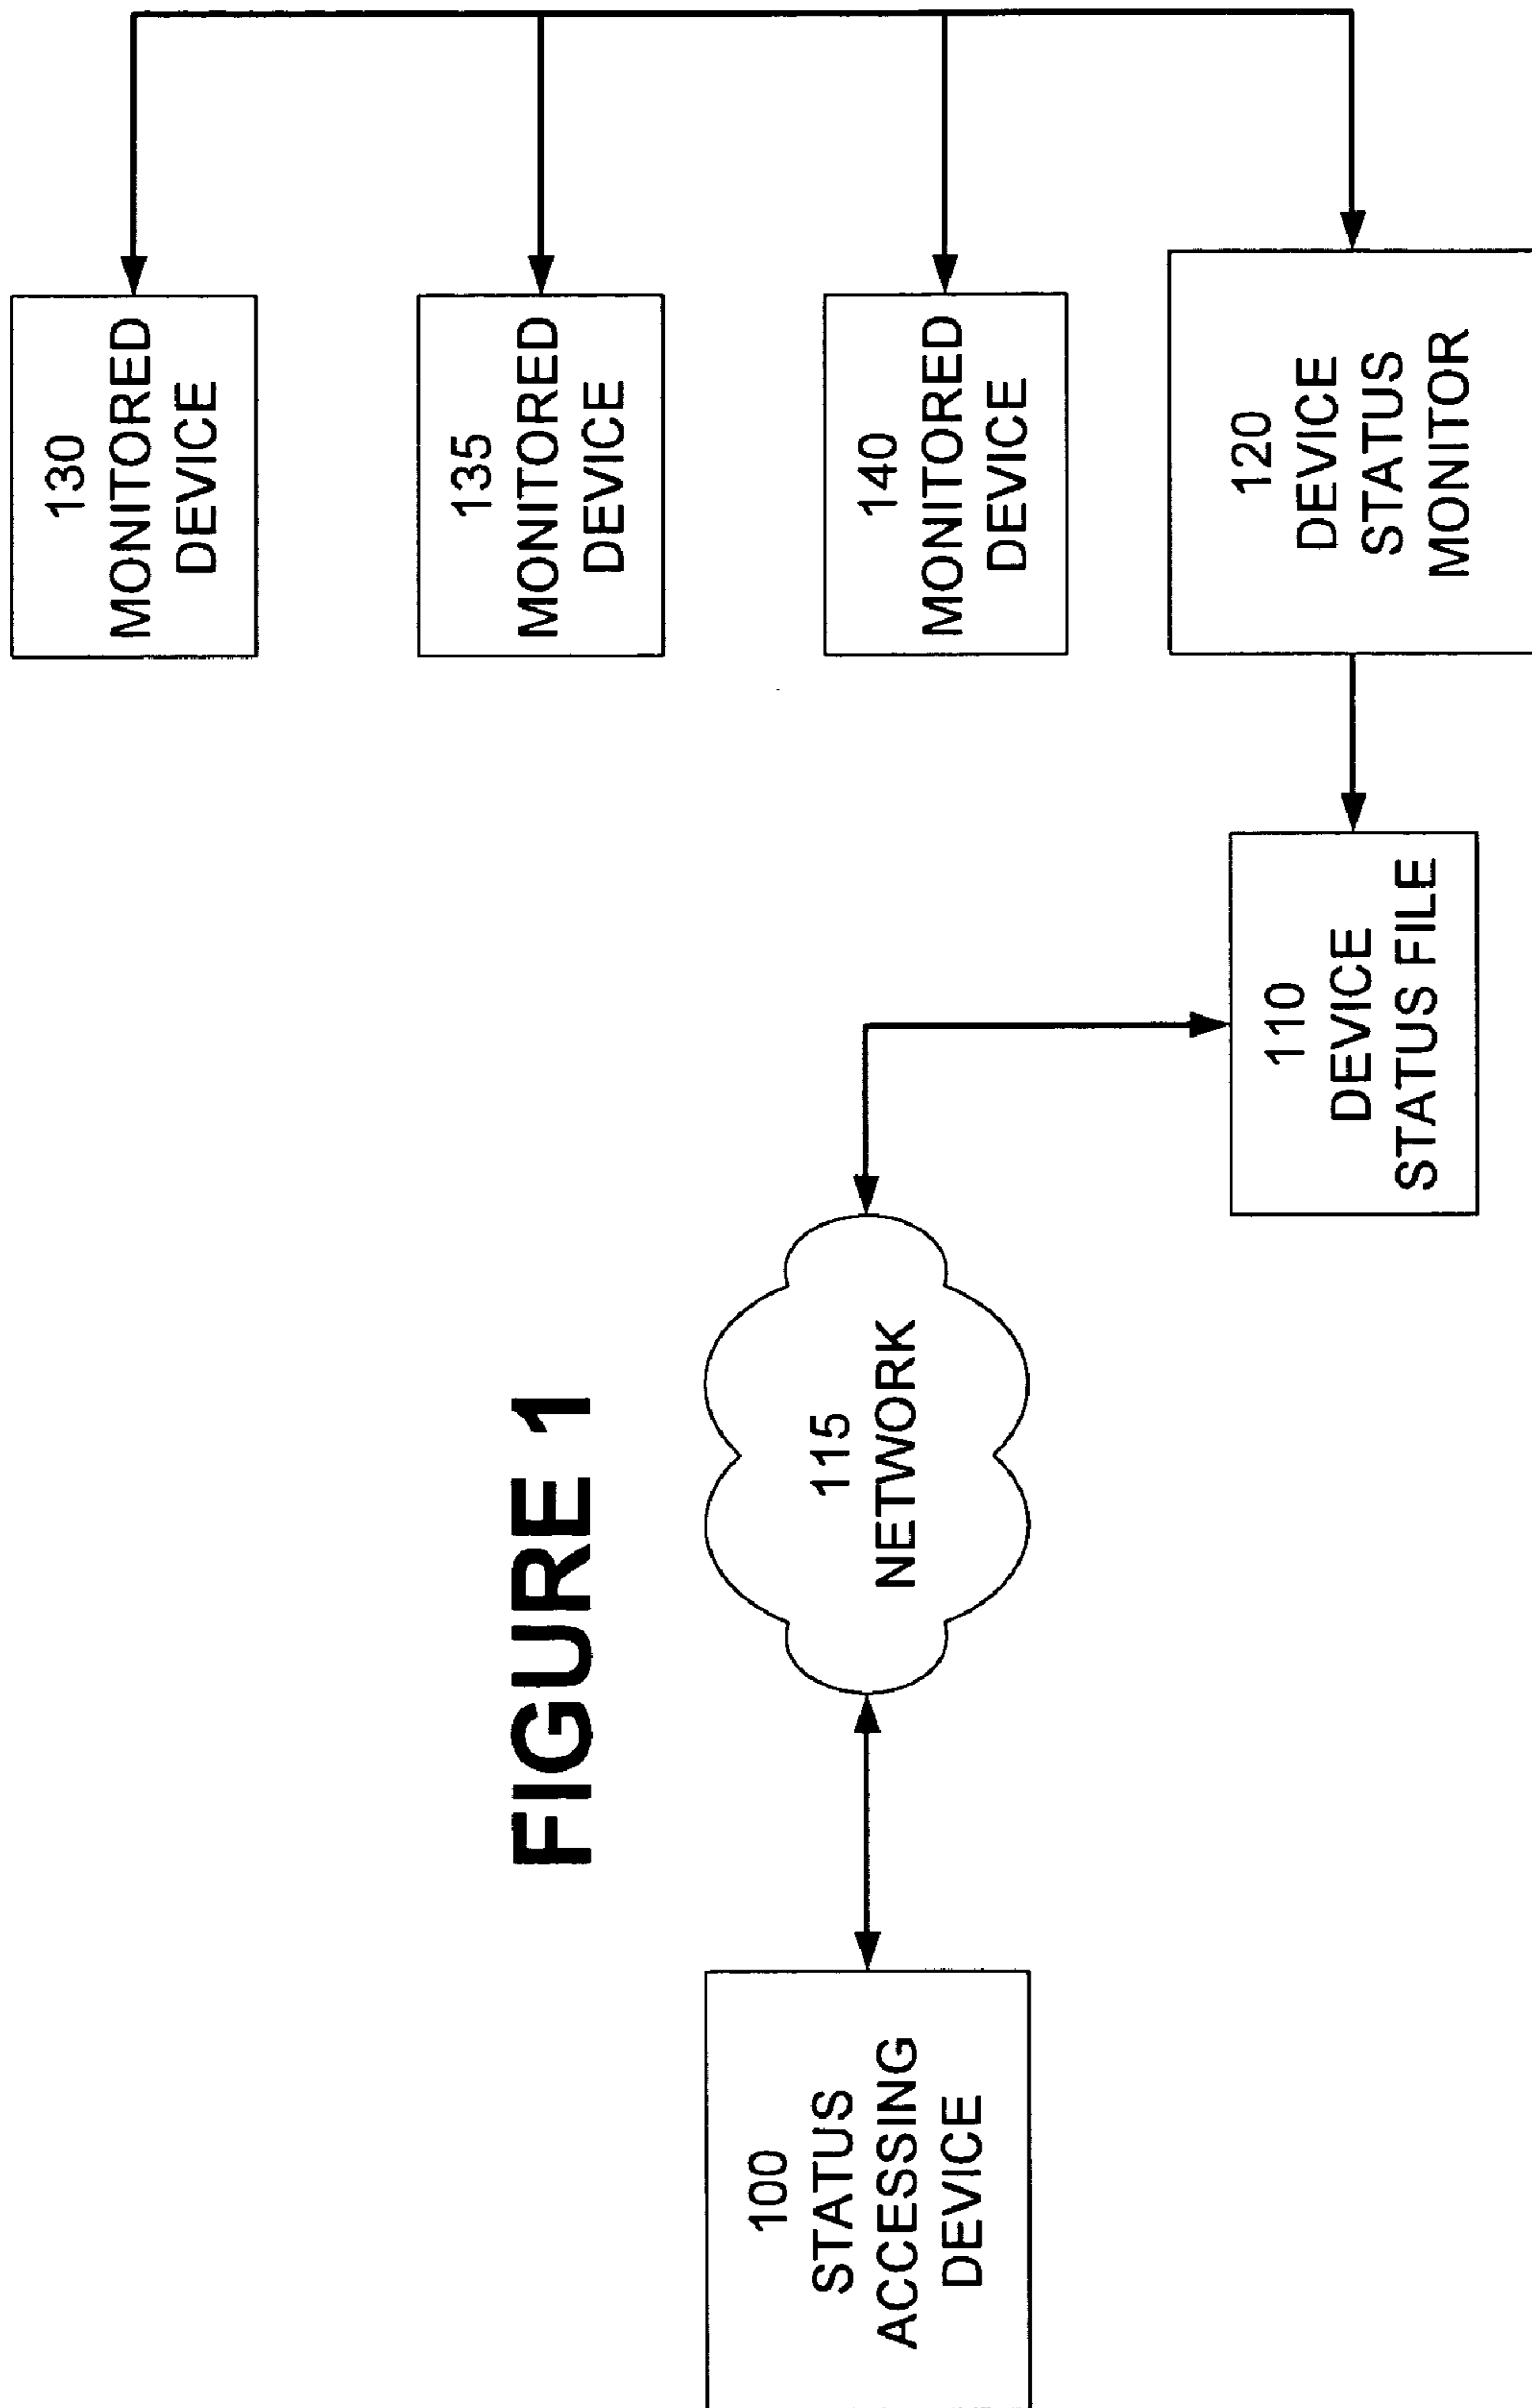 FIGURE 1
100
STATUS
ACCESSING
DEVICE
115
NETWORK
110
DEVICE
STATUS FILE
130
MONITORED
DEVICE
135
MONITORED
DEVICE
140
MONITORED
DEVICE
120
DEVICE
STATUS
MONITOR